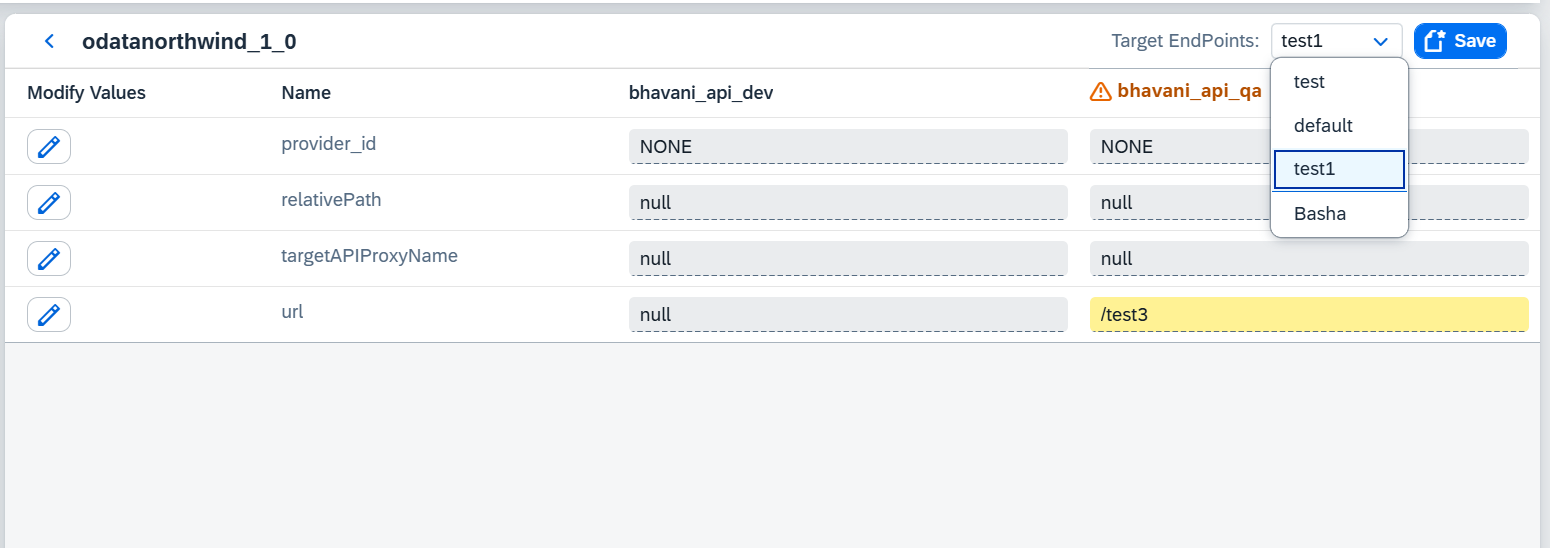 odatanorthwind_1_0 Target EndPoints: test1 Save
Modify Values Name bhavani_api_dev bhavani_api_qa
test
default
test1
Basha
provider_id NONE NONE
relativePath null null
targetAPIProxyName null null
url null /test3